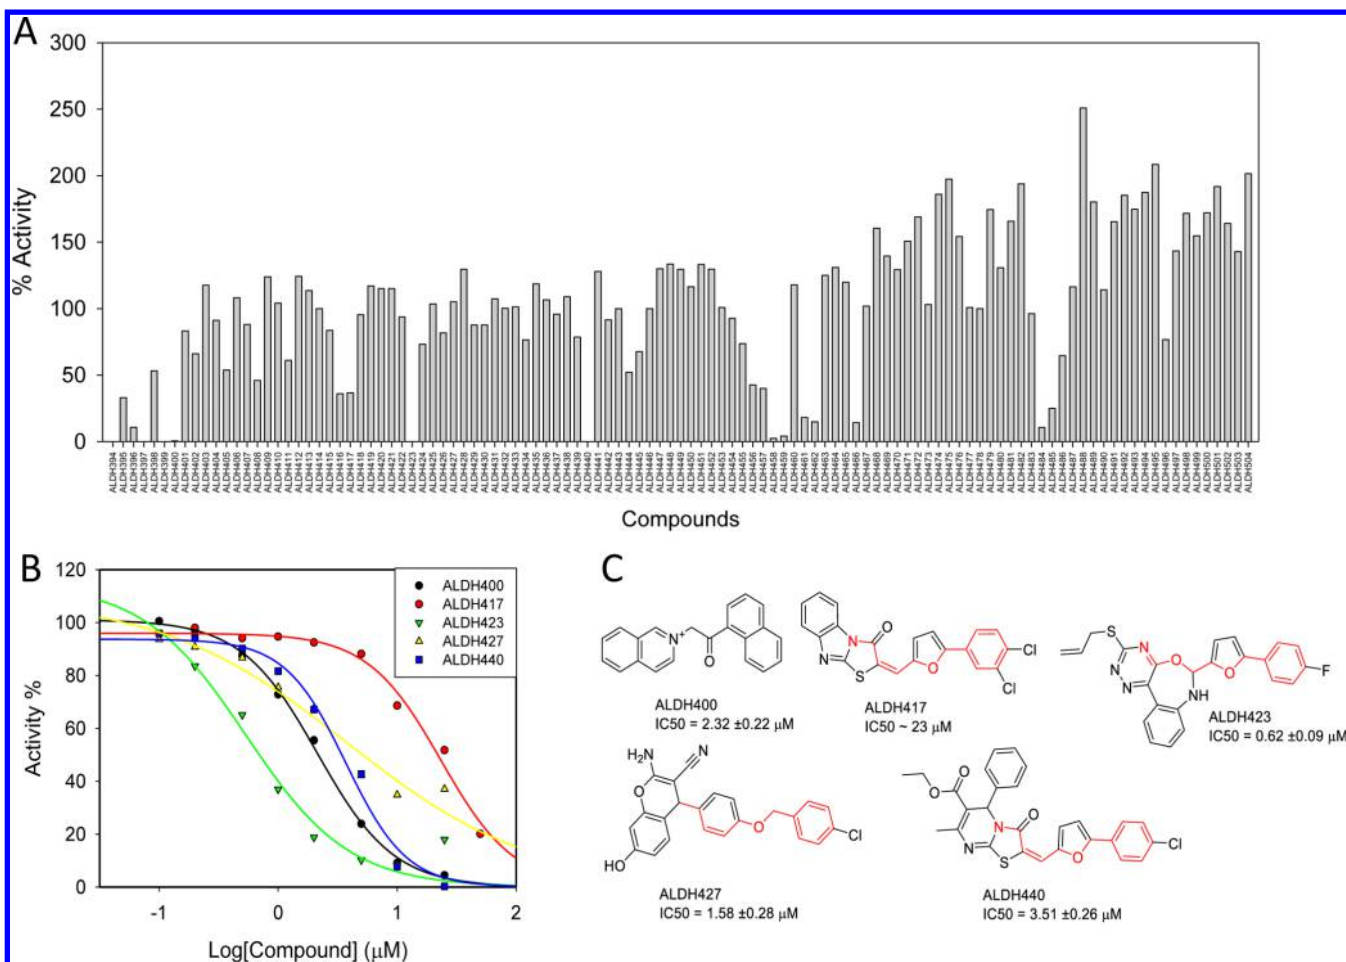 A
300
250
200
150
100
50
0
% Activity
ALDH394 ALDH395 ALDH396 ALDH397 ALDH398 ALDH399 ALDH400 ALDH401 ALDH402 ALDH403 ALDH404 ALDH405 ALDH406 ALDH407 ALDH408 ALDH409 ALDH410 ALDH411 ALDH412 ALDH413 ALDH414 ALDH415 ALDH416 ALDH417 ALDH418 ALDH419 ALDH420 ALDH421 ALDH422 ALDH423 ALDH424 ALDH425 ALDH426 ALDH427 ALDH428 ALDH429 ALDH430 ALDH431 ALDH432 ALDH433 ALDH434 ALDH435 ALDH436 ALDH437 ALDH438 ALDH439 ALDH440 ALDH441 ALDH442 ALDH443 ALDH444 ALDH445 ALDH446 ALDH447 ALDH448 ALDH449 ALDH450 ALDH451 ALDH452 ALDH453 ALDH454 ALDH455 ALDH456 ALDH457 ALDH458 ALDH459 ALDH460 ALDH461 ALDH462 ALDH463 ALDH464 ALDH465 ALDH466 ALDH467 ALDH468 ALDH469 ALDH470 ALDH471 ALDH472 ALDH473 ALDH474 ALDH475 ALDH476 ALDH477 ALDH478 ALDH479 ALDH480 ALDH481 ALDH482 ALDH483 ALDH484 ALDH485 ALDH486 ALDH487 ALDH488 ALDH489 ALDH490 ALDH491 ALDH492 ALDH493 ALDH494 ALDH495 ALDH496 ALDH497 ALDH498 ALDH499 ALDH500 ALDH501 ALDH502 ALDH503 ALDH504
Compounds
B
120
100
80
60
40
20
0
Activity %
-1 0 1 2
Log[Compound] (μM)
ALDH400
ALDH417
ALDH423
ALDH427
ALDH440
C
N+
O
ALDH400
IC50 = 2.32 ±0.22 μM
N
O
N
S
O
Cl
Cl
ALDH417
IC50 ~ 23 μM
S
N
N
N
O
O
NH
F
ALDH423
IC50 = 0.62 ±0.09 μM
H2N
N
O
HO
O
Cl
ALDH427
IC50 = 1.58 ±0.28 μM
O
O
N
O
N
S
O
Cl
ALDH440
IC50 = 3.51 ±0.26 μM